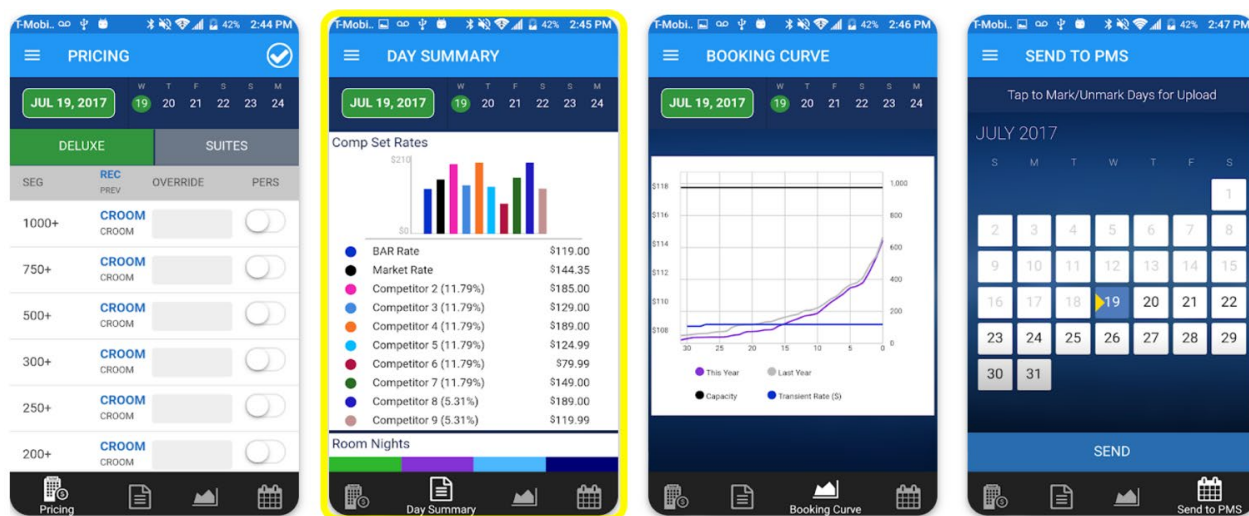 T-Mobi.. 42% 2:44 PM
PRICING
W T F S S M
JUL 19, 2017 19 20 21 22 23 24
DELUXE SUITES
SEG REC PREV OVERRIDE PERS
1000+ CROOM
CROOM
750+ CROOM
CROOM
500+ CROOM
CROOM
300+ CROOM
CROOM
250+ CROOM
CROOM
200+ CROOM
CROOM
Pricing
T-Mobi.. 42% 2:45 PM
DAY SUMMARY
W T F S S M
JUL 19, 2017 19 20 21 22 23 24
Comp Set Rates
$210
$0
BAR Rate $119.00
Market Rate $144.35
Competitor 2 (11.79%) $185.00
Competitor 3 (11.79%) $129.00
Competitor 4 (11.79%) $189.00
Competitor 5 (11.79%) $124.99
Competitor 6 (11.79%) $79.99
Competitor 7 (11.79%) $149.00
Competitor 8 (5.31%) $189.00
Competitor 9 (5.31%) $119.99
Room Nights
Day Summary
T-Mobi.. 42% 2:46 PM
BOOKING CURVE
W T F S S M
JUL 19, 2017 19 20 21 22 23 24
$118 1,000
$116 800
$114 600
$112 400
$110 200
$108 0
30 25 20 15 10 5 0
This Year Last Year
Capacity Transient Rate ($)
Booking Curve
T-Mobi.. 42% 2:47 PM
SEND TO PMS
Tap to Mark/Unmark Days for Upload
JULY 2017
S M T W T F S
1
2 3 4 5 6 7 8
9 10 11 12 13 14 15
16 17 18 19 20 21 22
23 24 25 26 27 28 29
30 31
SEND
Send to PMS